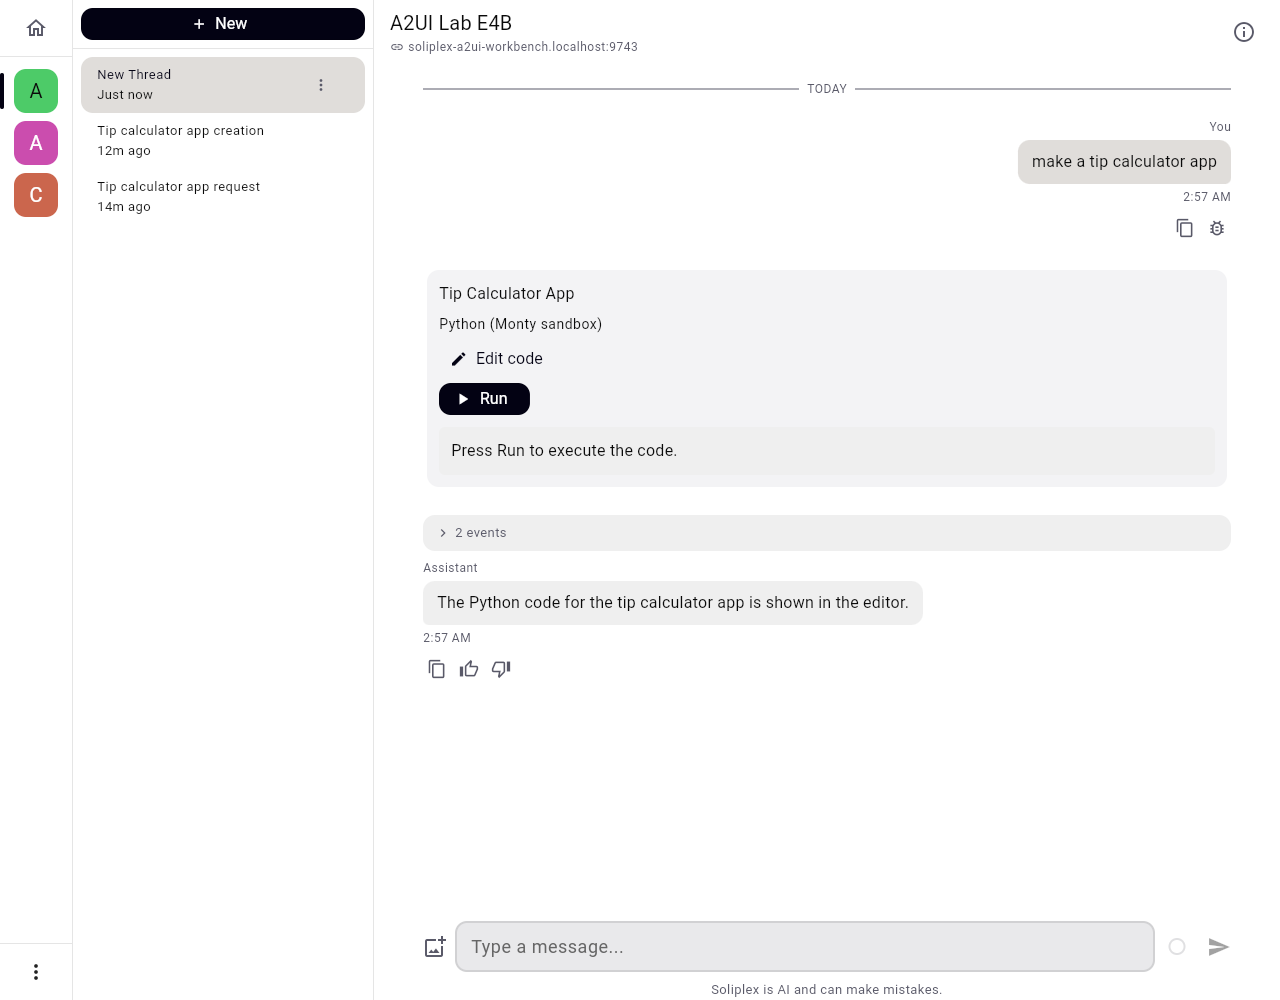 New
New Thread
Just now
Tip calculator app creation
12m ago
Tip calculator app request
14m ago
A
A
C
A2UI Lab E4B
soliplex-a2ui-workbench.localhost:9743
TODAY
You
make a tip calculator app
2:57 AM
Tip Calculator App
Python (Monty sandbox)
Edit code
Run
Press Run to execute the code.
2 events
Assistant
The Python code for the tip calculator app is shown in the editor.
2:57 AM
Type a message...
Soliplex is AI and can make mistakes.